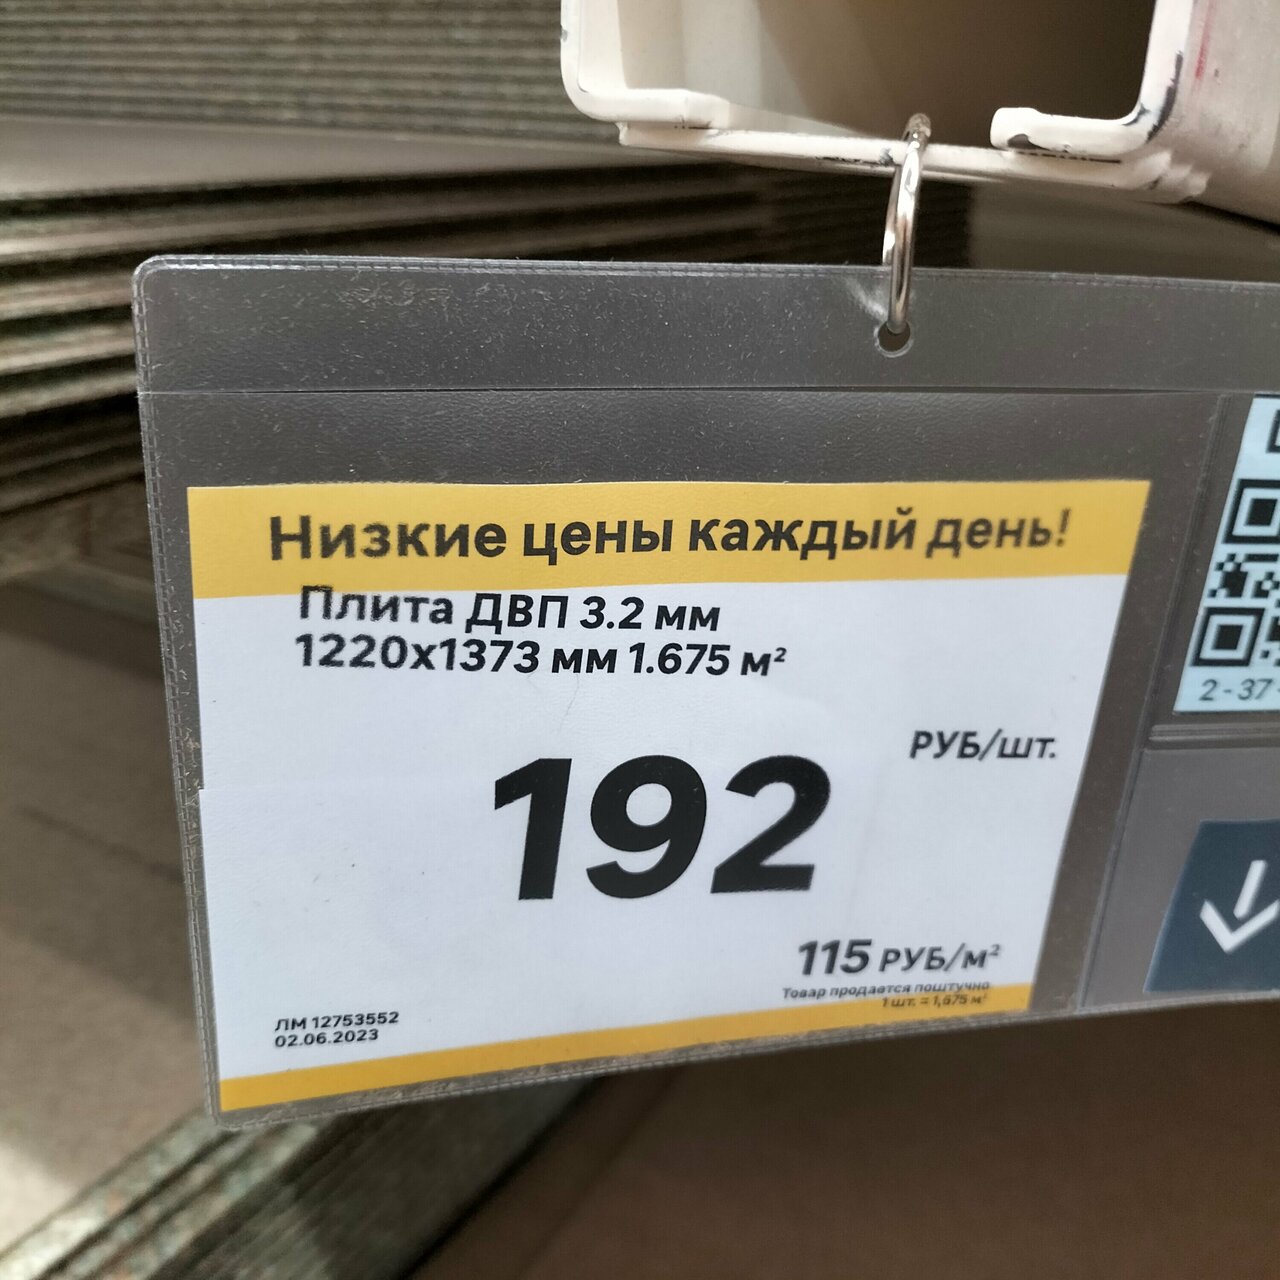 Низкие цены каждый день!
Плита ДВП 3.2 мм
1220х1373 мм 1.675 м²
РУБ/шт.
192
115 РУБ/м²
Товар продается поштучно
1 шт. = 1,675 м²
ЛМ 12753552
02.06.2023
2-37-